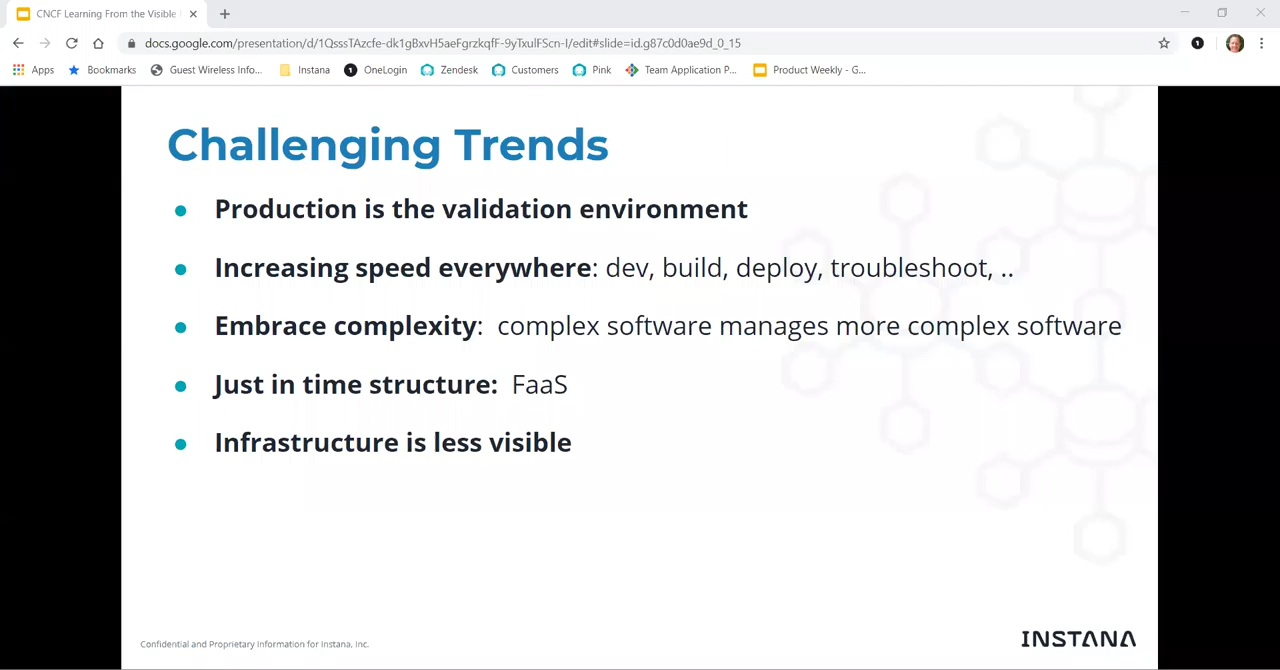 CNCF Learning From the Visible
docs.google.com/presentation/d/1QsssTAzcfe-dk1gBxvH5aeFgrzkqfF-9yTxulFScn-I/edit#slide=id.g87c0d0ae9d_0_15
Apps Bookmarks Guest Wireless Info... Instana OneLogin Zendesk Customers Pink Team Application P... Product Weekly - G...
Challenging Trends
● Production is the validation environment
● Increasing speed everywhere: dev, build, deploy, troubleshoot, ..
● Embrace complexity: complex software manages more complex software
● Just in time structure: FaaS
● Infrastructure is less visible
Confidential and Proprietary Information for Instana, Inc.
INSTANA